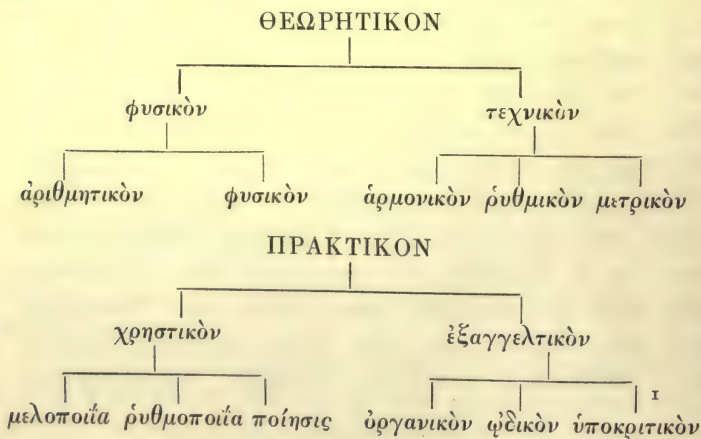 ΘΕΩΡΗΤΙΚΟΝ
φυσικὸν τεχνικὸν
ἀριθμητικὸν φυσικὸν ἁρμονικὸν ῥυθμικὸν μετρικὸν
ΠΡΑΚΤΙΚΟΝ
χρηστικὸν ἐξαγγελτικὸν
μελοποιΐα ῥυθμοποιΐα ποίησις ὀργανικὸν ᾠδικὸν ὑποκριτικὸν 1